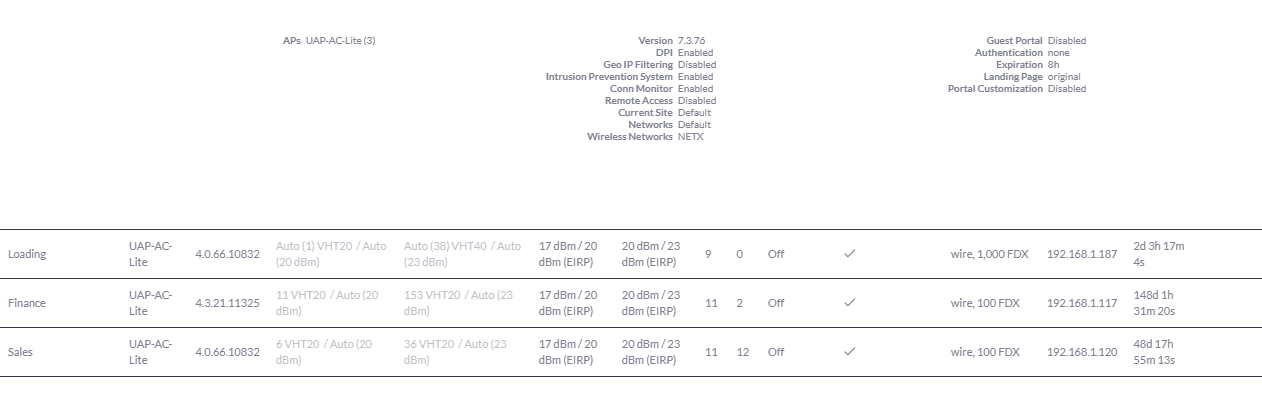 APs UAP-AC-Lite (3)
Version 7.3.76
DPI Enabled
Geo IP Filtering Disabled
Intrusion Prevention System Enabled
Conn Monitor Enabled
Remote Access Disabled
Current Site Default
Networks Default
Wireless Networks NETX
Guest Portal Disabled
Authentication none
Expiration 8h
Landing Page original
Portal Customization Disabled
Loading UAP-AC-Lite 4.0.66.10832 Auto (1) VHT20 / Auto (20 dBm) Auto (38) VHT40 / Auto (23 dBm) 17 dBm / 20 dBm (EIRP) 20 dBm / 23 dBm (EIRP) 9 0 Off ✓ wire, 1,000 FDX 192.168.1.187 2d 3h 17m 4s
Finance UAP-AC-Lite 4.3.21.11325 11 VHT20 / Auto (20 dBm) 153 VHT20 / Auto (23 dBm) 17 dBm / 20 dBm (EIRP) 20 dBm / 23 dBm (EIRP) 11 2 Off ✓ wire, 100 FDX 192.168.1.117 148d 1h 31m 20s
Sales UAP-AC-Lite 4.0.66.10832 6 VHT20 / Auto (20 dBm) 36 VHT20 / Auto (23 dBm) 17 dBm / 20 dBm (EIRP) 20 dBm / 23 dBm (EIRP) 11 12 Off ✓ wire, 100 FDX 192.168.1.120 48d 17h 55m 13s